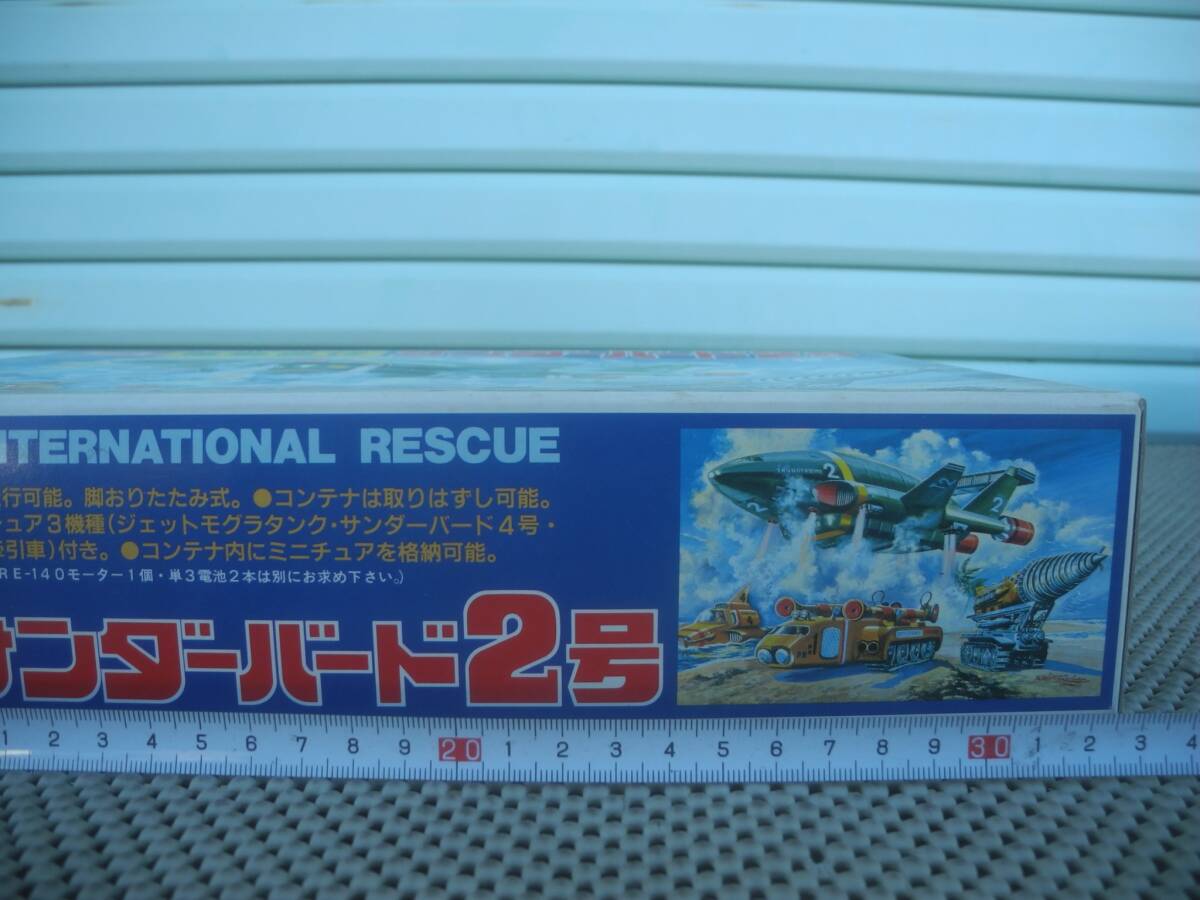 INTERNATIONAL RESCUE
行可能。脚おりたたみ式。●コンテナは取りはずし可能。
ュア3機種(ジェットモグラタンク・サンダーバード4号・
牽引車)付き。●コンテナ内にミニチュアを格納可能。
RE-140モーター1個・単3電池2本は別にお求め下さい。)
サンダーバード2号
2
1 2 3 4 5 6 7 8 9 20 1 2 3 4 5 6 7 8 9 30 1 2 3 4